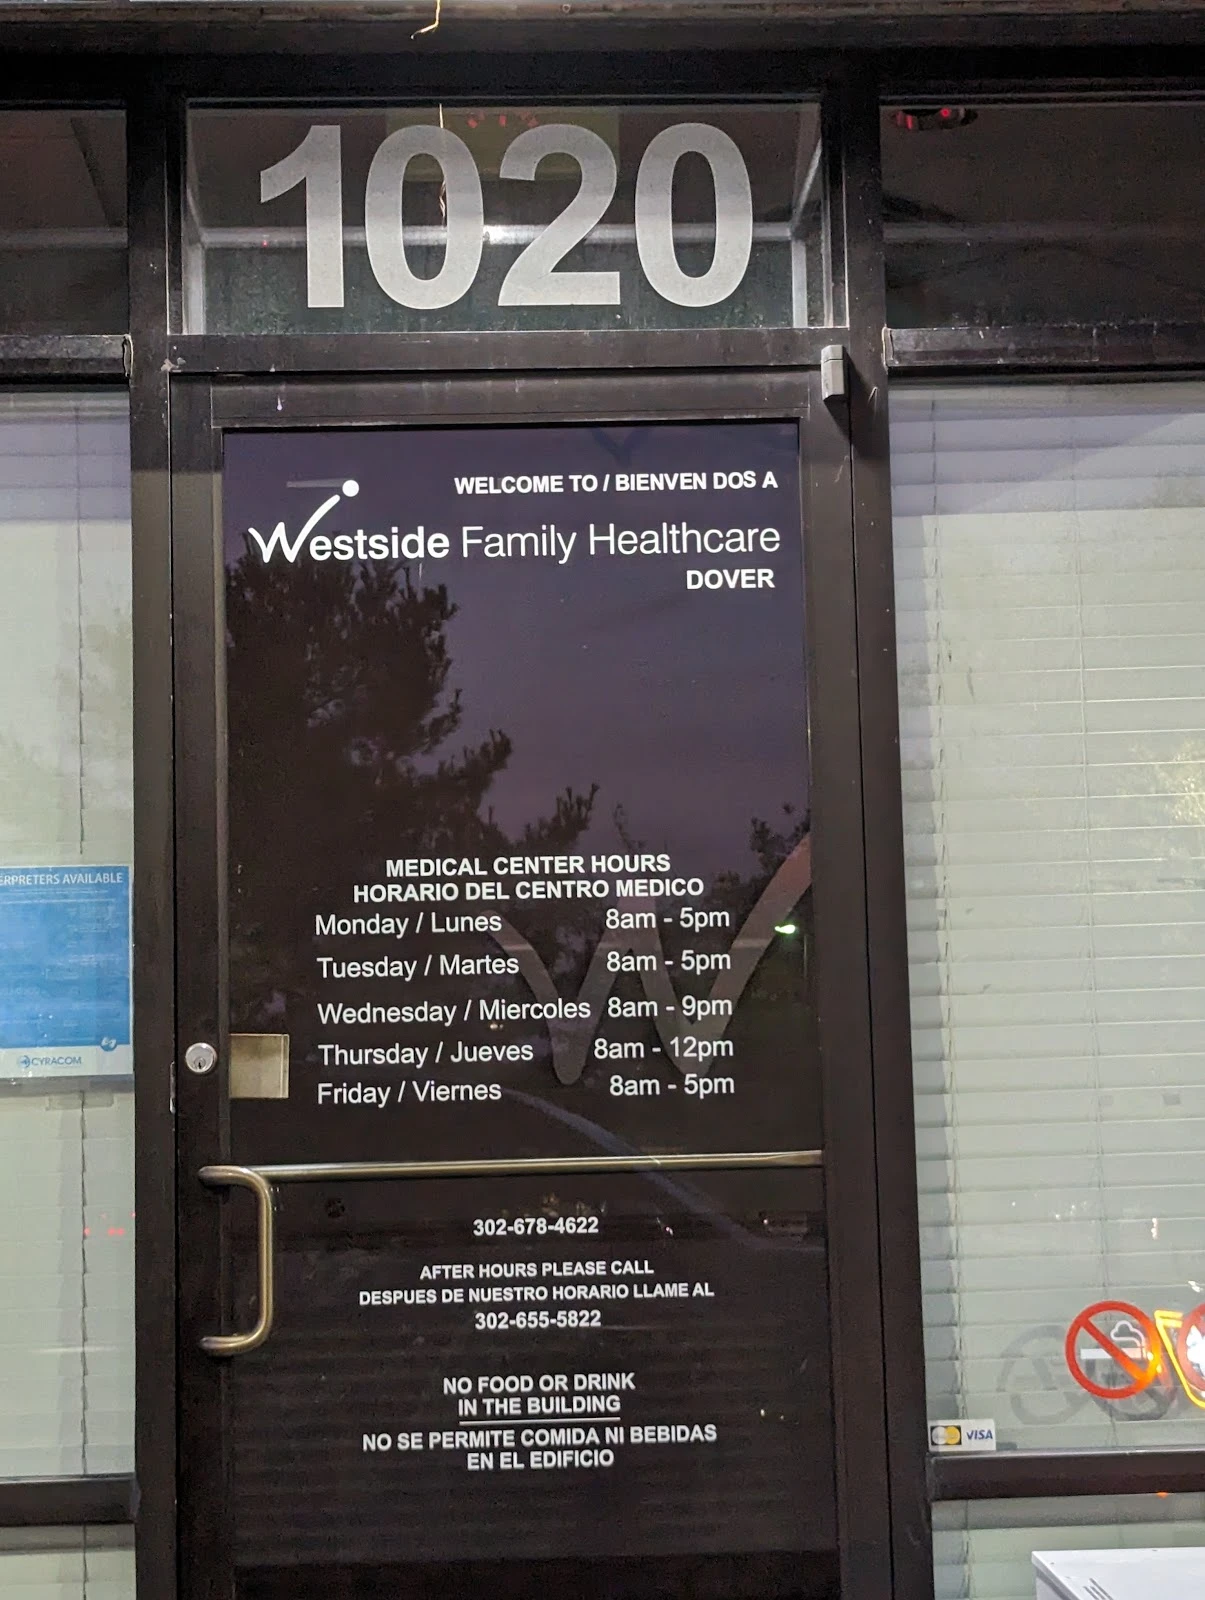 1020
WELCOME TO / BIENVEN DOS A
Westside Family Healthcare
DOVER
ERPRETERS AVAILABLE
CYRACOM
MEDICAL CENTER HOURS
HORARIO DEL CENTRO MEDICO
Monday / Lunes 8am - 5pm
Tuesday / Martes 8am - 5pm
Wednesday / Miercoles 8am - 9pm
Thursday / Jueves 8am - 12pm
Friday / Viernes 8am - 5pm
302-678-4622
AFTER HOURS PLEASE CALL
DESPUES DE NUESTRO HORARIO LLAME AL
302-655-5822
NO FOOD OR DRINK
IN THE BUILDING
NO SE PERMITE COMIDA NI BEBIDAS
EN EL EDIFICIO
VISA